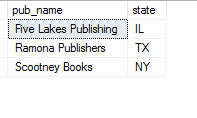 pub_name state
Five Lakes Publishing IL
Ramona Publishers TX
Scootney Books NY